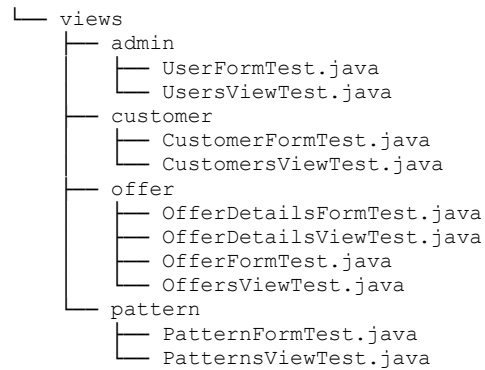 └── views
    ├── admin
    │   ├── UserFormTest.java
    │   └── UsersViewTest.java
    ├── customer
    │   ├── CustomerFormTest.java
    │   └── CustomersViewTest.java
    ├── offer
    │   ├── OfferDetailsFormTest.java
    │   ├── OfferDetailsViewTest.java
    │   ├── OfferFormTest.java
    │   └── OffersViewTest.java
    └── pattern
        ├── PatternFormTest.java
        └── PatternsViewTest.java